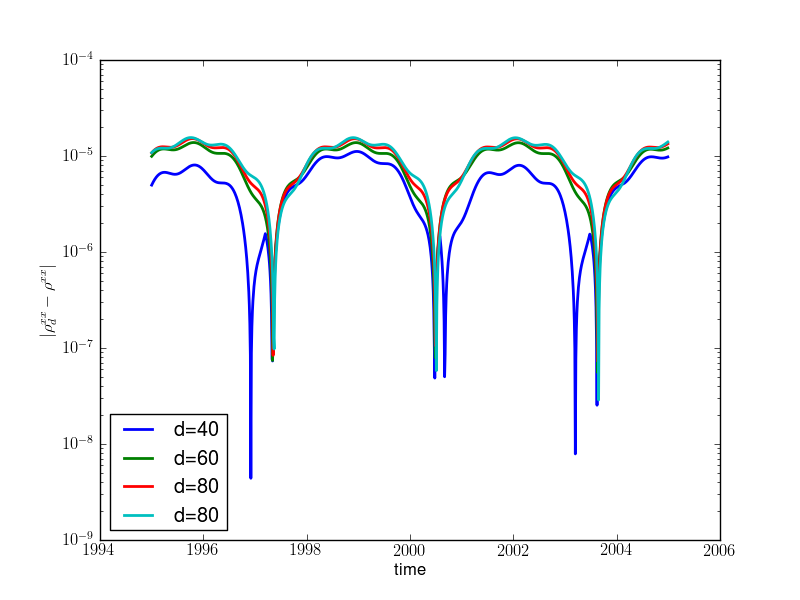 10⁻⁴
10⁻⁵
10⁻⁶
10⁻⁷
10⁻⁸
10⁻⁹
|ρ_d^{xx} − ρ^{xx}|
d=40
d=60
d=80
d=80
1994 1996 1998 2000 2002 2004 2006
time